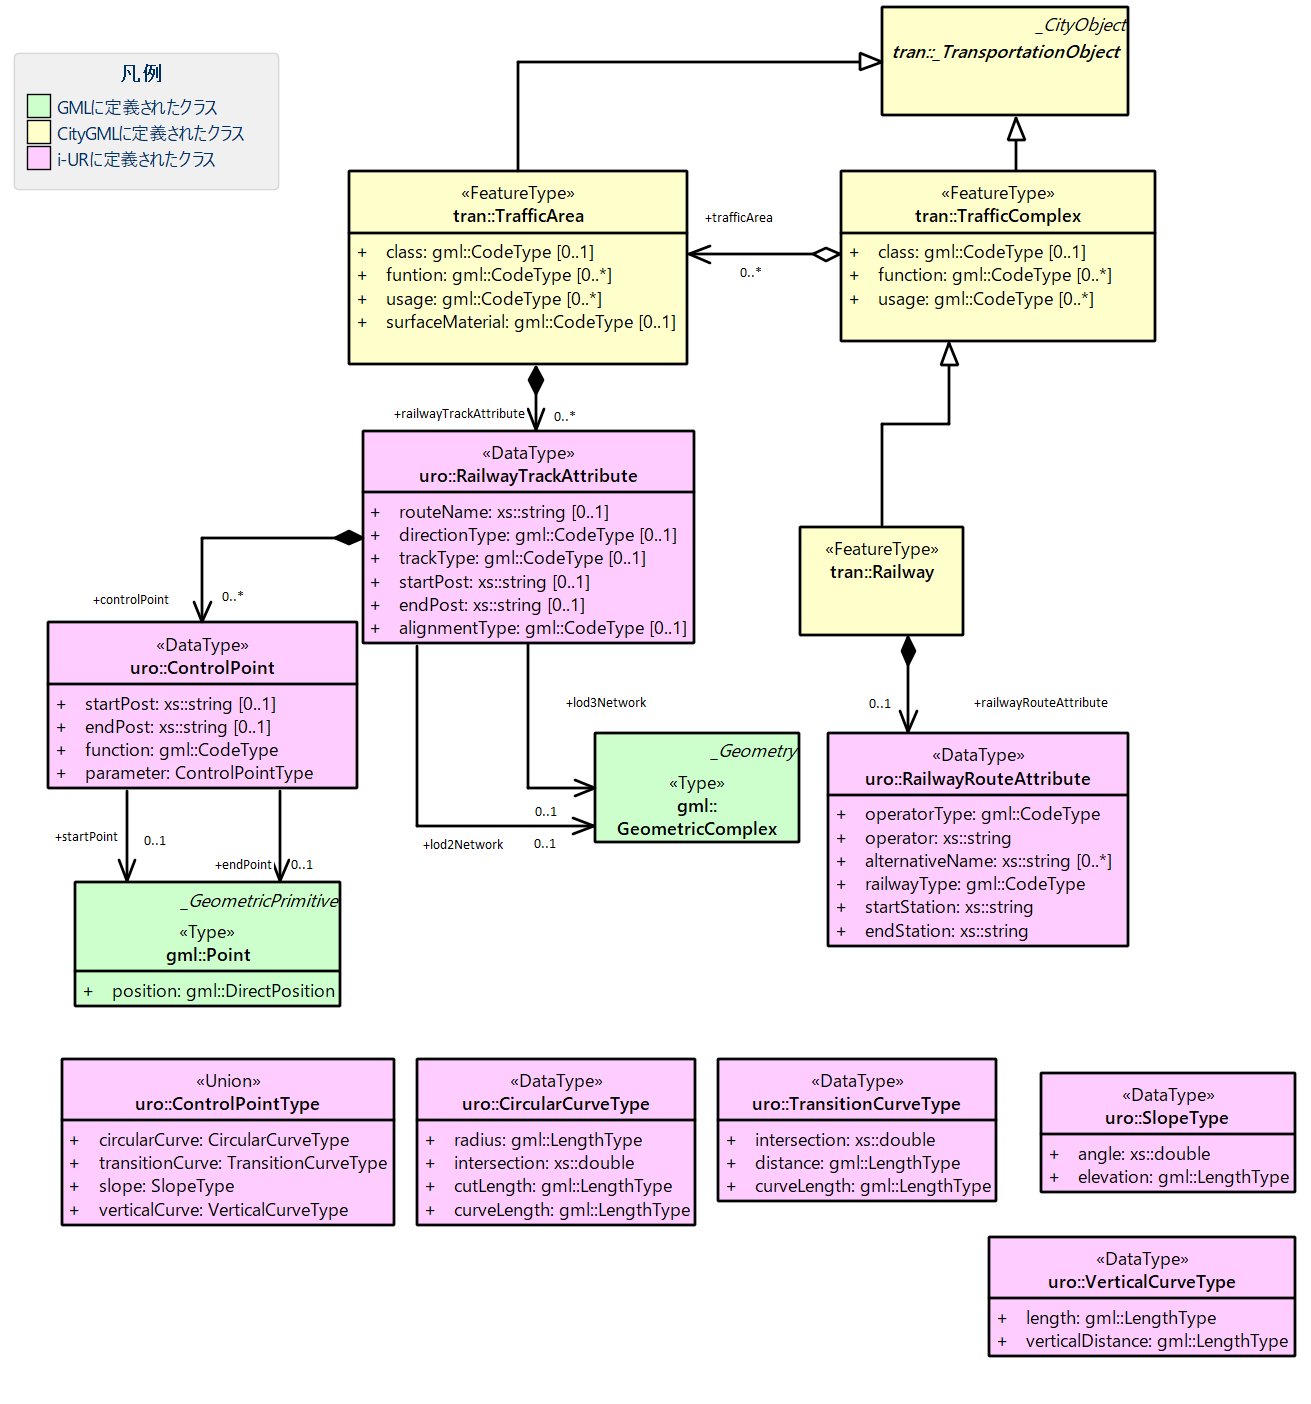 凡例
GMLに定義されたクラス
CityGMLに定義されたクラス
i-URに定義されたクラス
_CityObject
tran::_TransportationObject
«FeatureType»
tran::TrafficArea
+ class: gml::CodeType [0..1]
+ funtion: gml::CodeType [0..*]
+ usage: gml::CodeType [0..*]
+ surfaceMaterial: gml::CodeType [0..1]
+trafficArea
0..*
«FeatureType»
tran::TrafficComplex
+ class: gml::CodeType [0..1]
+ function: gml::CodeType [0..*]
+ usage: gml::CodeType [0..*]
+railwayTrackAttribute
0..*
«DataType»
uro::RailwayTrackAttribute
+ routeName: xs::string [0..1]
+ directionType: gml::CodeType [0..1]
+ trackType: gml::CodeType [0..1]
+ startPost: xs::string [0..1]
+ endPost: xs::string [0..1]
+ alignmentType: gml::CodeType [0..1]
«FeatureType»
tran::Railway
+controlPoint
0..*
«DataType»
uro::ControlPoint
+ startPost: xs::string [0..1]
+ endPost: xs::string [0..1]
+ function: gml::CodeType
+ parameter: ControlPointType
+lod3Network
0..1
+lod2Network
0..1
_Geometry
«Type»
gml::
GeometricComplex
0..1
+railwayRouteAttribute
«DataType»
uro::RailwayRouteAttribute
+ operatorType: gml::CodeType
+ operator: xs::string
+ alternativeName: xs::string [0..*]
+ railwayType: gml::CodeType
+ startStation: xs::string
+ endStation: xs::string
+startPoint
0..1
+endPoint
0..1
_GeometricPrimitive
«Type»
gml::Point
+ position: gml::DirectPosition
«Union»
uro::ControlPointType
+ circularCurve: CircularCurveType
+ transitionCurve: TransitionCurveType
+ slope: SlopeType
+ verticalCurve: VerticalCurveType
«DataType»
uro::CircularCurveType
+ radius: gml::LengthType
+ intersection: xs::double
+ cutLength: gml::LengthType
+ curveLength: gml::LengthType
«DataType»
uro::TransitionCurveType
+ intersection: xs::double
+ distance: gml::LengthType
+ curveLength: gml::LengthType
«DataType»
uro::SlopeType
+ angle: xs::double
+ elevation: gml::LengthType
«DataType»
uro::VerticalCurveType
+ length: gml::LengthType
+ verticalDistance: gml::LengthType